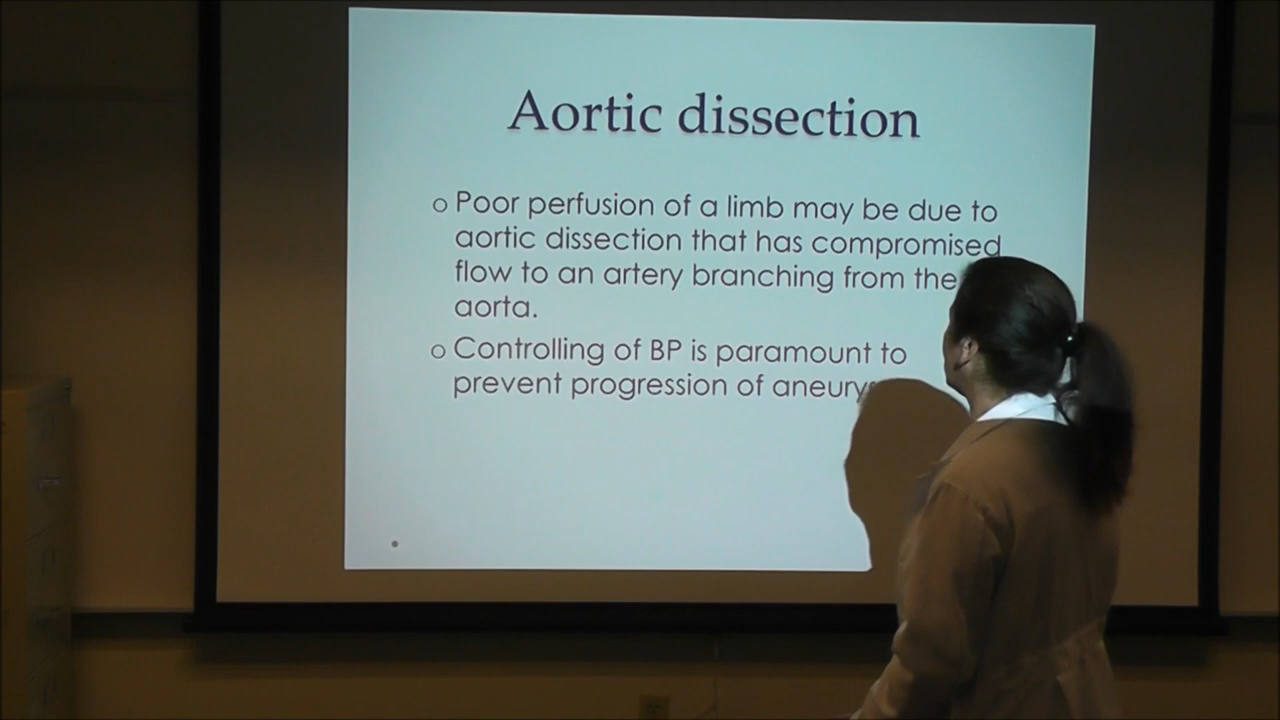 Aortic dissection
o Poor perfusion of a limb may be due to
aortic dissection that has compromised
flow to an artery branching from the
aorta.
o Controlling of BP is paramount to
prevent progression of